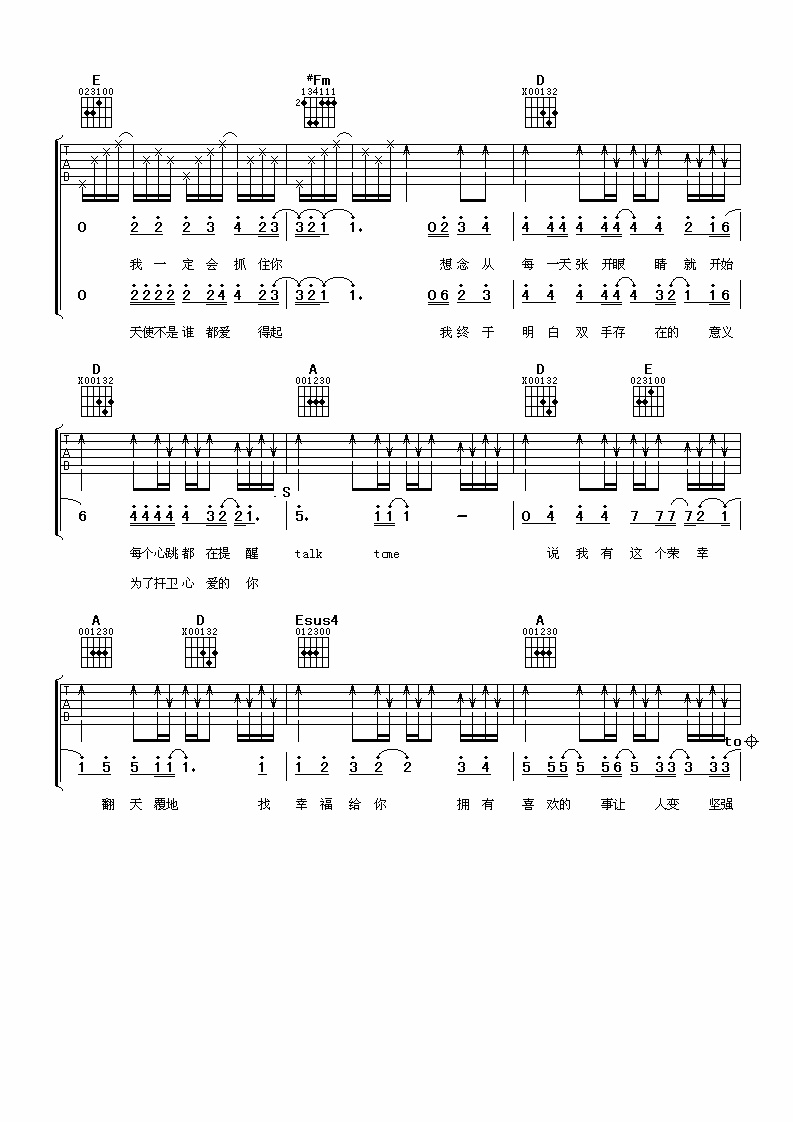 E #Fm D
023100 134111 X00132
2
T A B
0 2 2 2 3 4 23 321 1. 02 3 4 4 44 4 44 4 4 2 16
我 一 定 会 抓 住你 想 念 从 每 一天 张 开眼 睛 就 开始
0 2222 2 24 4 23 321 1. 06 2 3 4 4 4 44 4 32 1 16
天使不是 谁 都爱 得起 我 终 于 明 白 双 手存 在的 意义
D A D E
X00132 001230 X00132 023100
T A B
.S
6 4444 4 32 21. 5. 11 1 – 0 4 4 4 7 77 72 1
每个心跳 都 在提 醒 talk tome 说 我 有 这 个荣 幸
为了扞卫 心 爱的 你
A D Esus4 A
001230 X00132 012300 001230
T A B
to
1 5 5 11 1. 1 1 2 3 2 2 3 4 5 55 5 56 5 33 3 33
翻 天 覆地 找 幸 福 给 你 拥 有 喜 欢的 事让 人变 坚强